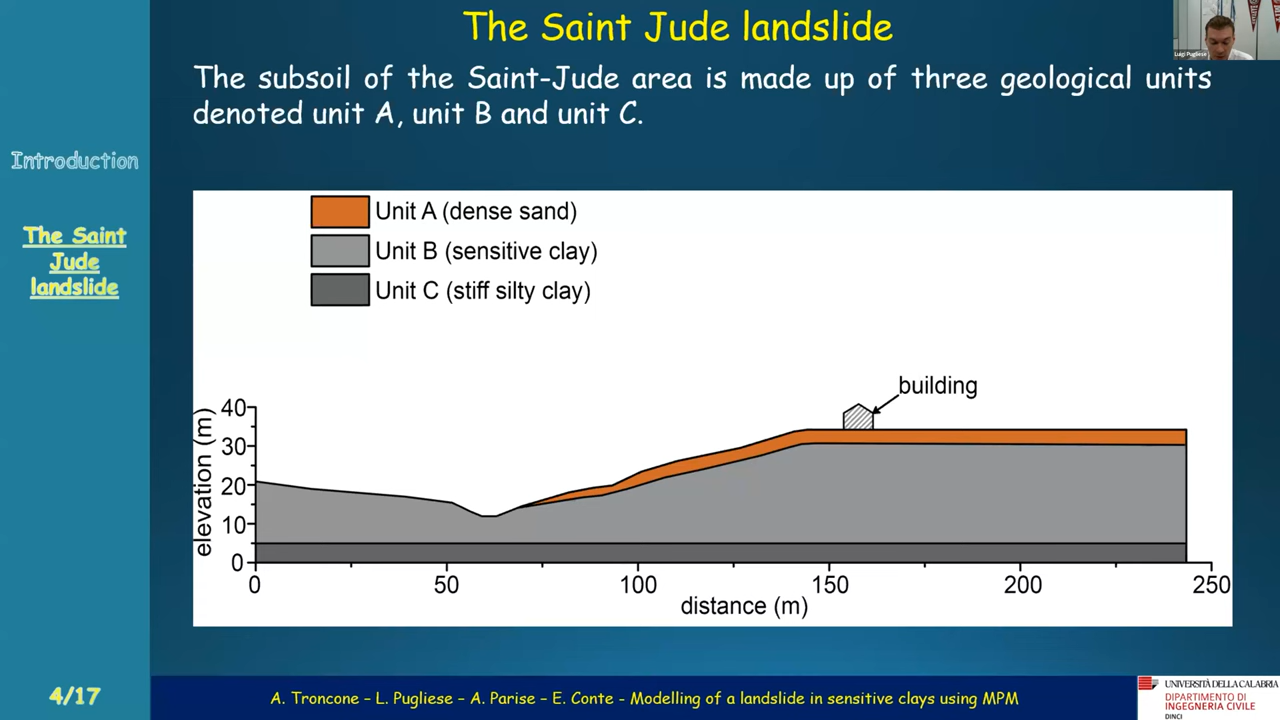 The Saint Jude landslide
Luigi Pugliese
The subsoil of the Saint-Jude area is made up of three geological units
denoted unit A, unit B and unit C.
Introduction
The Saint
Jude
landslide
Unit A (dense sand)
Unit B (sensitive clay)
Unit C (stiff silty clay)
building
elevation (m)
40
30
20
10
0
0 50 100 150 200 250
distance (m)
4/17
A. Troncone – L. Pugliese – A. Parise – E. Conte - Modelling of a landslide in sensitive clays using MPM
UNIVERSITÀ DELLA CALABRIA
DIPARTIMENTO DI
INGEGNERIA CIVILE
DINCI